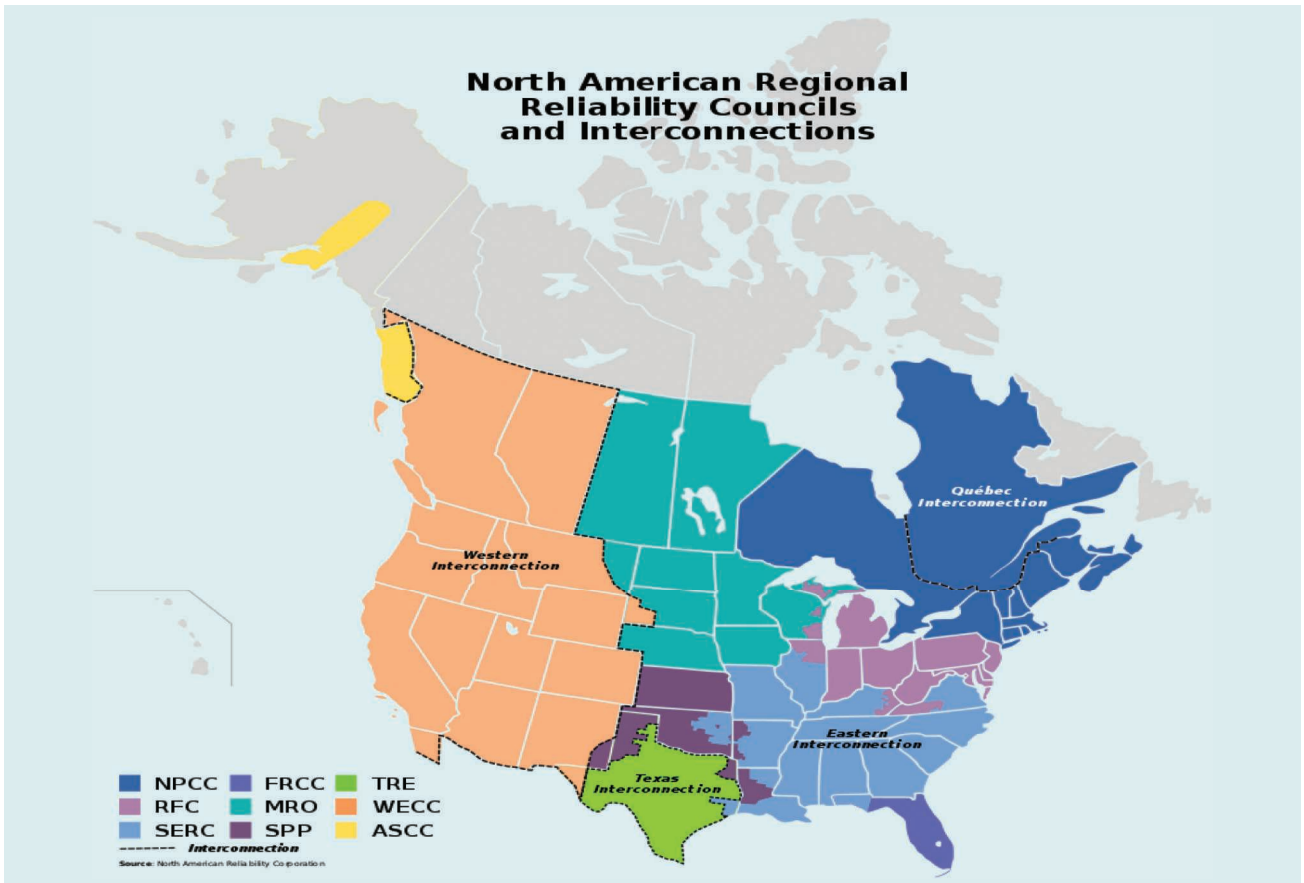 North American Regional
Reliability Councils
and Interconnections
Québec
Interconnection
Western
Interconnection
Eastern
Interconnection
Texas
Interconnection
NPCC FRCC TRE
RFC MRO WECC
SERC SPP ASCC
Interconnection
Source: North American Reliability Corporation